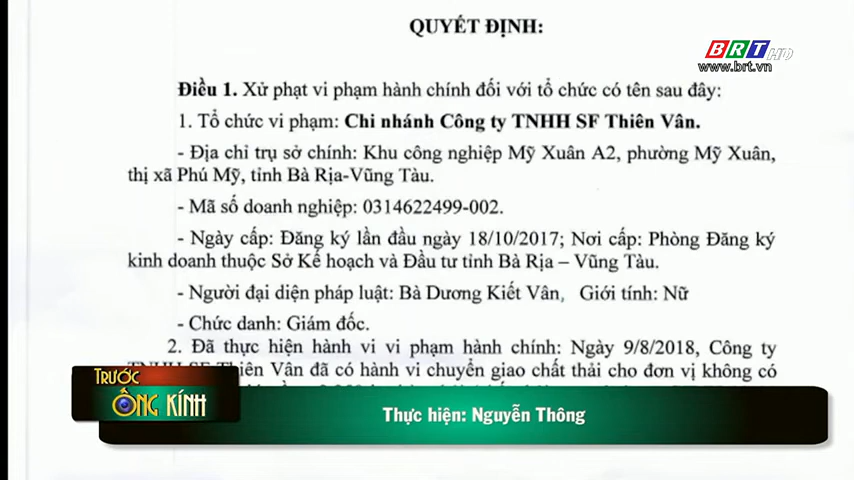 QUYẾT ĐỊNH:
BRT HD
www.brt.vn
Điều 1. Xử phạt vi phạm hành chính đối với tổ chức có tên sau đây:
1. Tổ chức vi phạm: Chi nhánh Công ty TNHH SF Thiên Vân.
- Địa chỉ trụ sở chính: Khu công nghiệp Mỹ Xuân A2, phường Mỹ Xuân,
thị xã Phú Mỹ, tỉnh Bà Rịa-Vũng Tàu.
- Mã số doanh nghiệp: 0314622499-002.
- Ngày cấp: Đăng ký lần đầu ngày 18/10/2017; Nơi cấp: Phòng Đăng ký
kinh doanh thuộc Sở Kế hoạch và Đầu tư tỉnh Bà Rịa – Vũng Tàu.
- Người đại diện pháp luật: Bà Dương Kiết Vân, Giới tính: Nữ
- Chức danh: Giám đốc.
2. Đã thực hiện hành vi vi phạm hành chính: Ngày 9/8/2018, Công ty
TNHH SF Thiên Vân đã có hành vi chuyển giao chất thải cho đơn vị không có
TRƯỚC
ỐNG KÍNH
Thực hiện: Nguyễn Thông